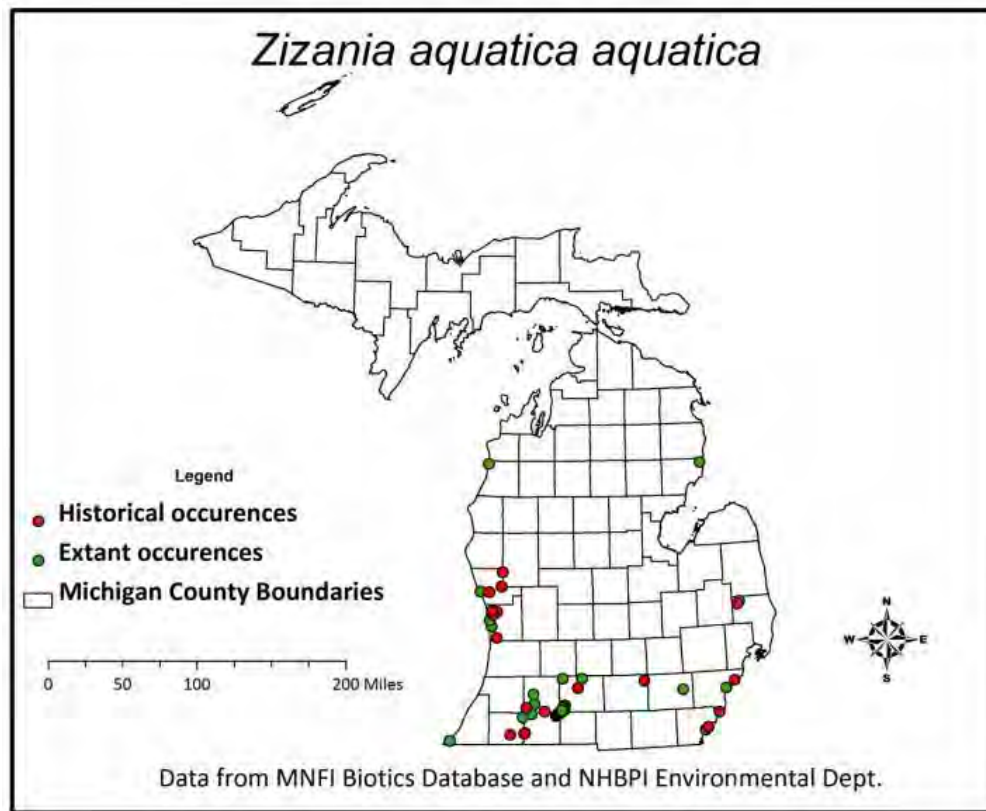 Zizania aquatica aquatica
Legend
Historical occurences
Extant occurences
Michigan County Boundaries
0 50 100 200 Miles
N
W E
S
Data from MNFI Biotics Database and NHBPI Environmental Dept.